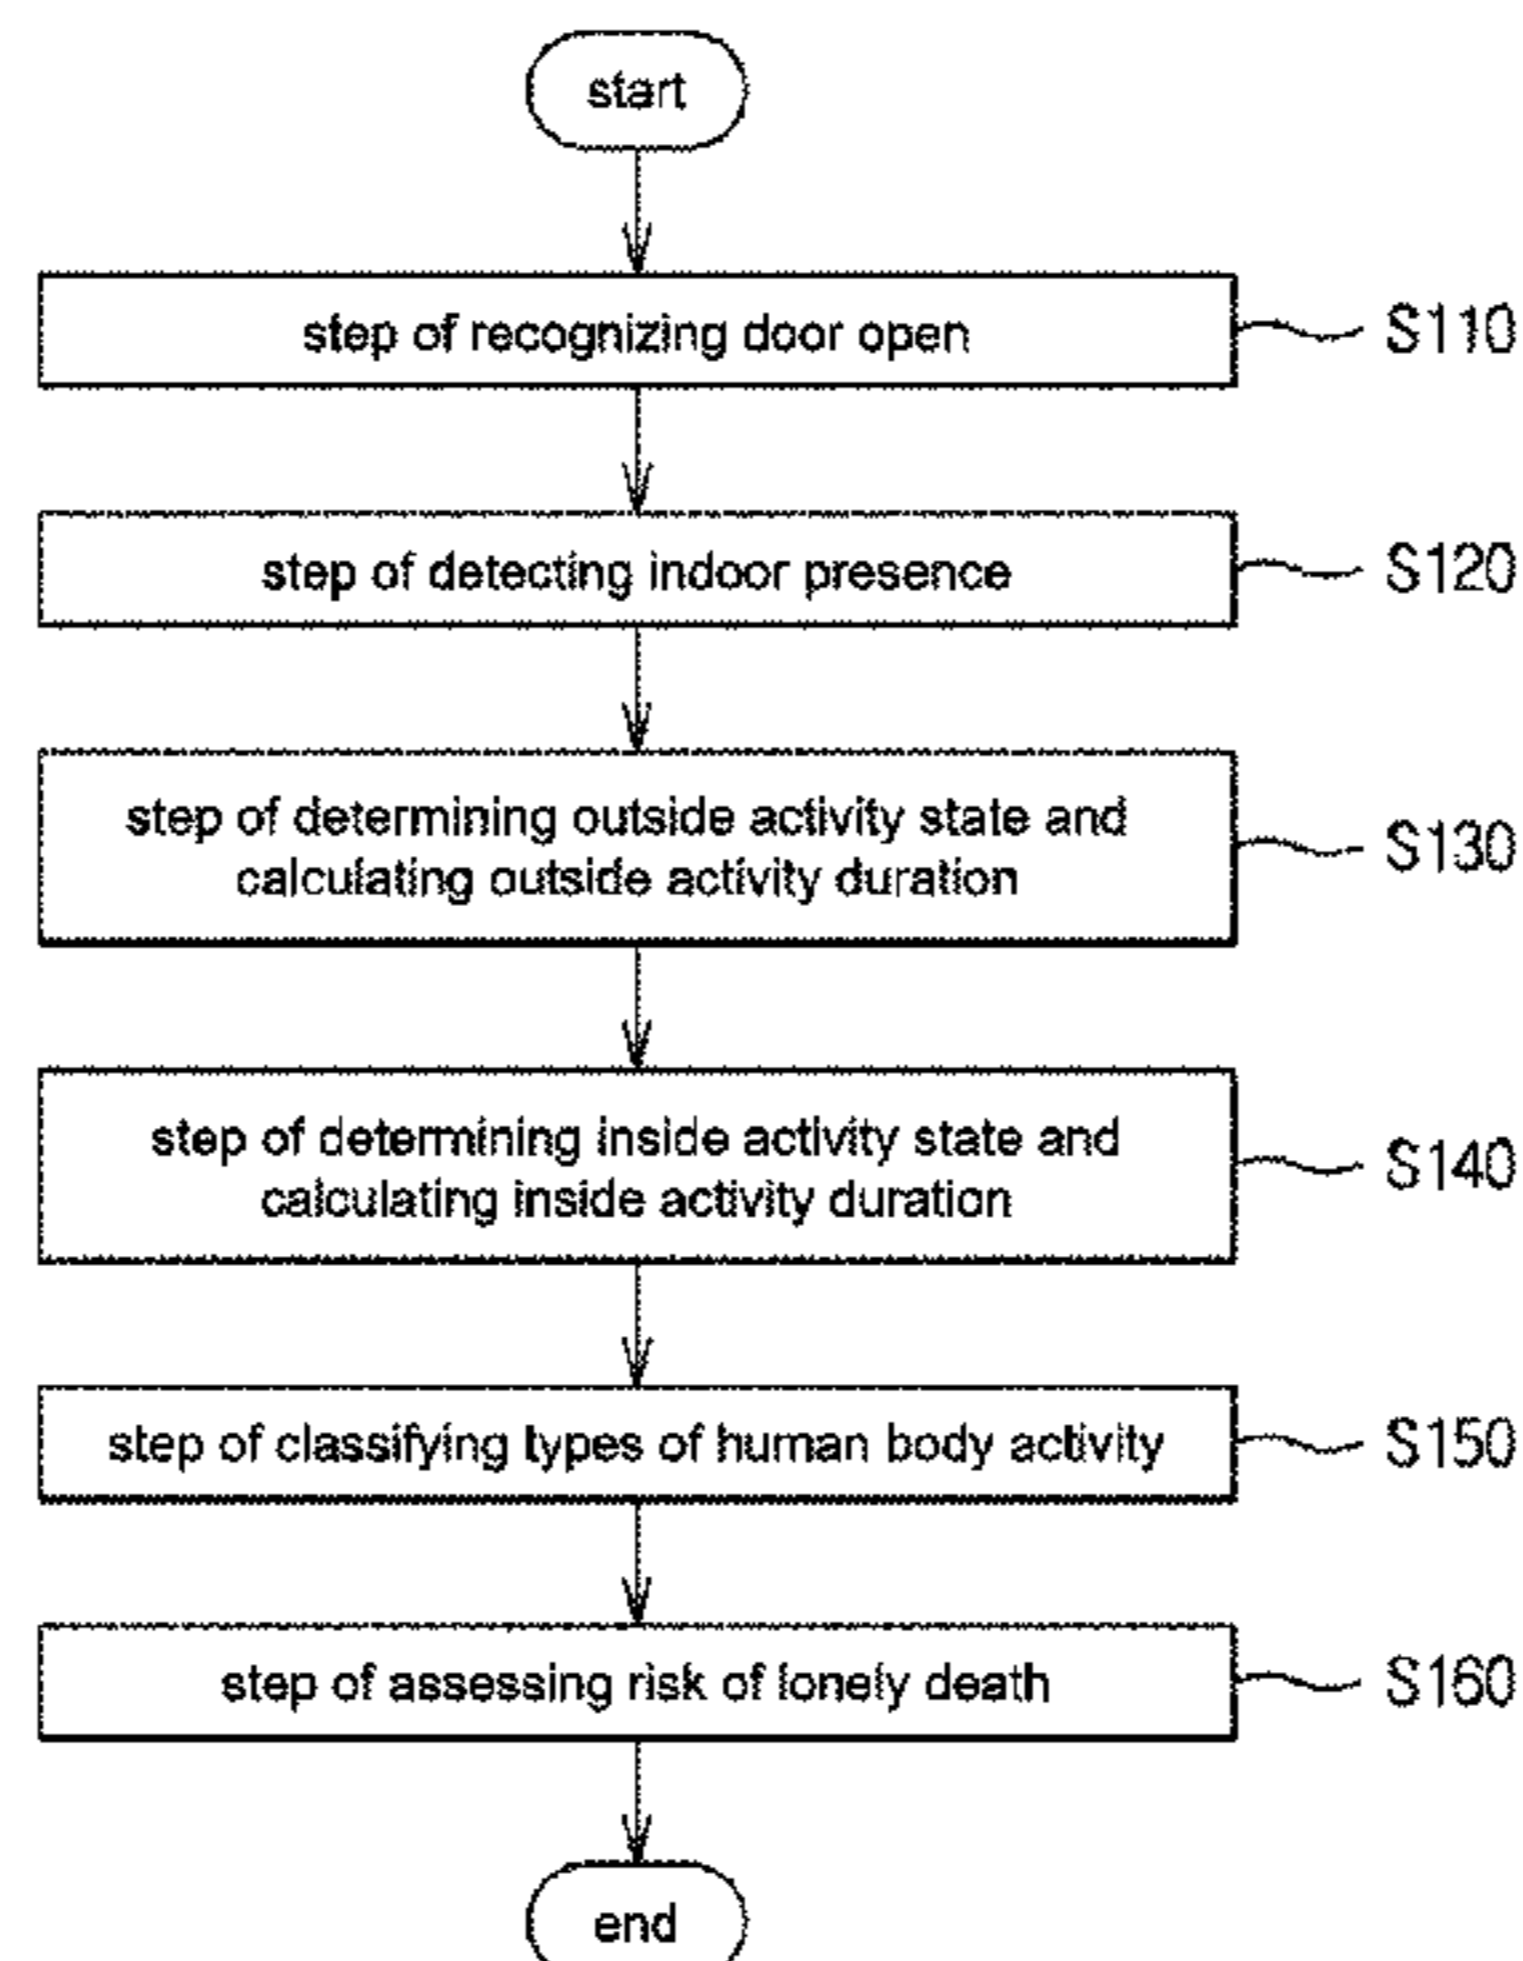 start
step of recognizing door open
S110
step of detecting indoor presence
S120
step of determining outside activity state and
calculating outside activity duration
S130
step of determining inside activity state and
calculating inside activity duration
S140
step of classifying types of human body activity
S150
step of assessing risk of lonely death
S160
end